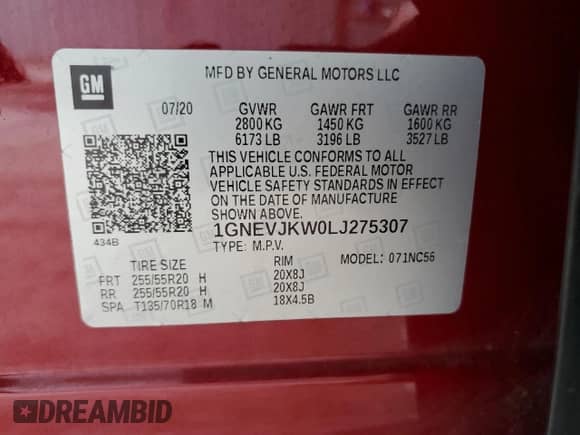 GM
MFD BY GENERAL MOTORS LLC
07/20 GVWR GAWR FRT GAWR RR
2800 KG 1450 KG 1600 KG
6173 LB 3196 LB 3527 LB
THIS VEHICLE CONFORMS TO ALL
APPLICABLE U.S. FEDERAL MOTOR
VEHICLE SAFETY STANDARDS IN EFFECT
ON THE DATE OF MANUFACTURE
SHOWN ABOVE.
434B
1GNEVJKW0LJ275307
TYPE: M.P.V.
TIRE SIZE RIM MODEL: 071NC56
FRT 255/55R20 H 20X8J
RR 255/55R20 H 20X8J
SPA T135/70R18 M 18X4.5B
DREAMBID